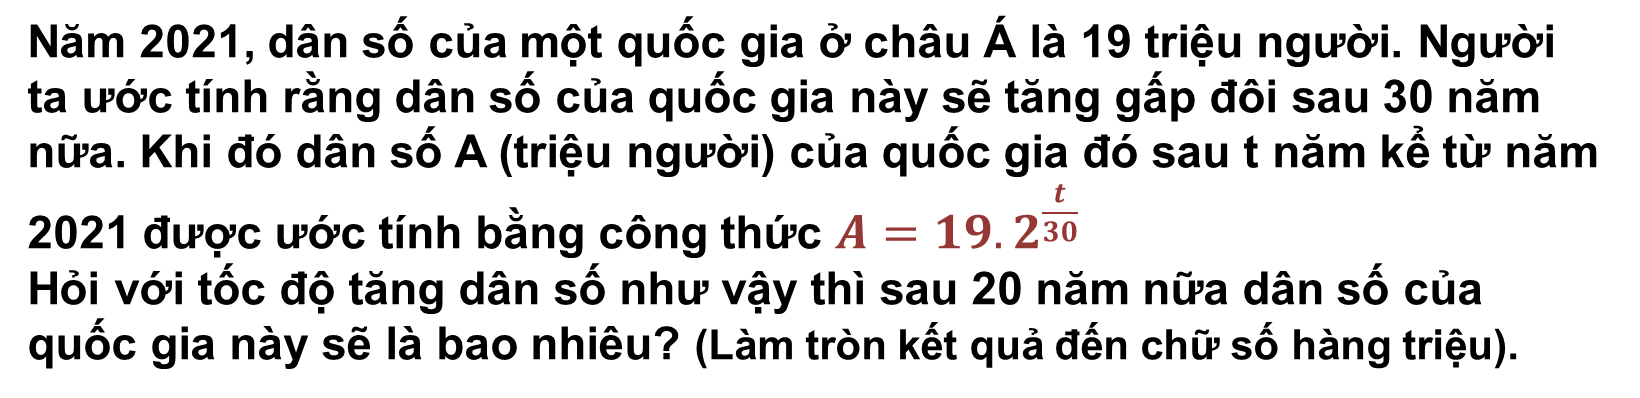 Năm 2021, dân số của một quốc gia ở châu Á là 19 triệu người. Người
ta ước tính rằng dân số của quốc gia này sẽ tăng gấp đôi sau 30 năm
nữa. Khi đó dân số A (triệu người) của quốc gia đó sau t năm kể từ năm
2021 được ước tính bằng công thức $A = 19.2^{\frac{t}{30}}$
Hỏi với tốc độ tăng dân số như vậy thì sau 20 năm nữa dân số của
quốc gia này sẽ là bao nhiêu? (Làm tròn kết quả đến chữ số hàng triệu).